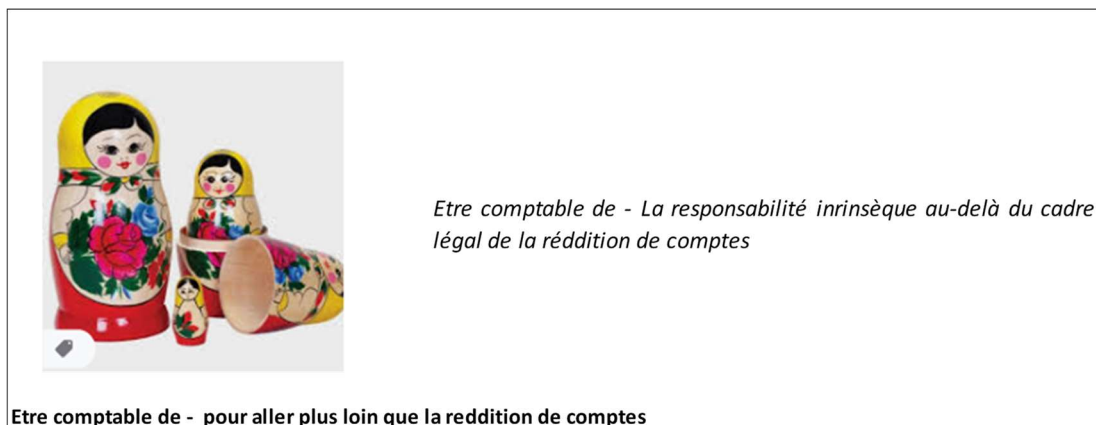 Etre comptable de - La responsabilité inrinsèque au-delà du cadre
légal de la réddition de comptes
Etre comptable de - pour aller plus loin que la reddition de comptes